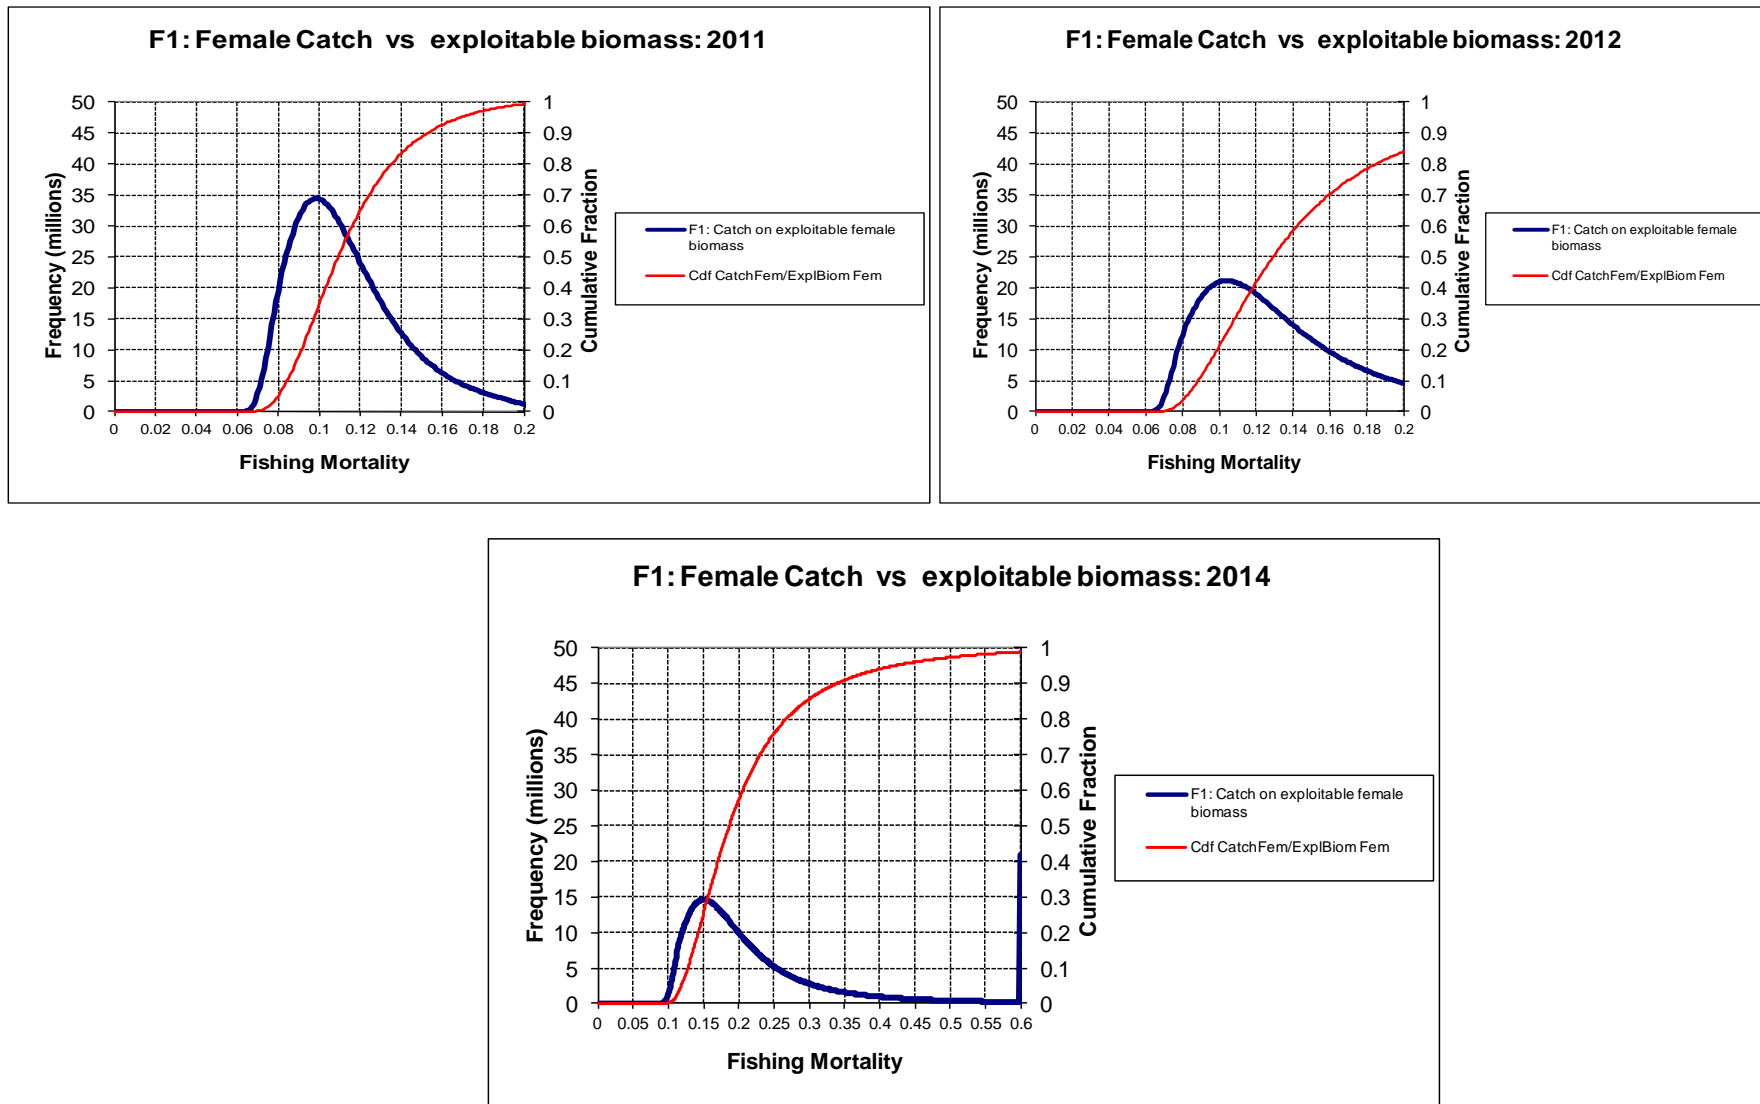 F1: Female Catch vs exploitable biomass: 2011
50
45
40
35
30
25
20
15
10
5
0
Frequency (millions)
1
0.9
0.8
0.7
0.6
0.5
0.4
0.3
0.2
0.1
0
Cumulative Fraction
0 0.02 0.04 0.06 0.08 0.1 0.12 0.14 0.16 0.18 0.2
Fishing Mortality
F1: Catch on exploitable female
biomass
Cdf CatchFem/ExplBiom Fem
F1: Female Catch vs exploitable biomass: 2012
50
45
40
35
30
25
20
15
10
5
0
Frequency (millions)
1
0.9
0.8
0.7
0.6
0.5
0.4
0.3
0.2
0.1
0
Cumulative Fraction
0 0.02 0.04 0.06 0.08 0.1 0.12 0.14 0.16 0.18 0.2
Fishing Mortality
F1: Catch on exploitable female
biomass
Cdf CatchFem/ExplBiom Fem
F1: Female Catch vs exploitable biomass: 2014
50
45
40
35
30
25
20
15
10
5
0
Frequency (millions)
1
0.9
0.8
0.7
0.6
0.5
0.4
0.3
0.2
0.1
0
Cumulative Fraction
0 0.05 0.1 0.15 0.2 0.25 0.3 0.35 0.4 0.45 0.5 0.55 0.6
Fishing Mortality
F1: Catch on exploitable female
biomass
Cdf CatchFem/ExplBiom Fem